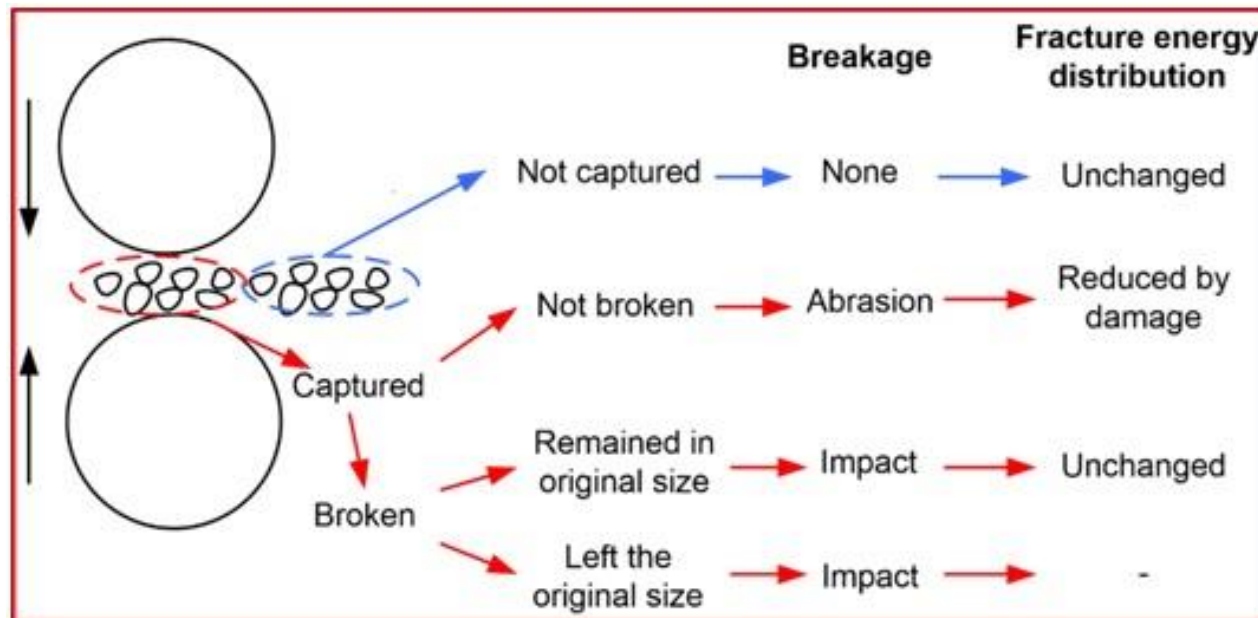 Breakage
Fracture energy
distribution
Not captured
None
Unchanged
Not broken
Abrasion
Reduced by
damage
Captured
Remained in
original size
Impact
Unchanged
Broken
Left the
original size
Impact
-